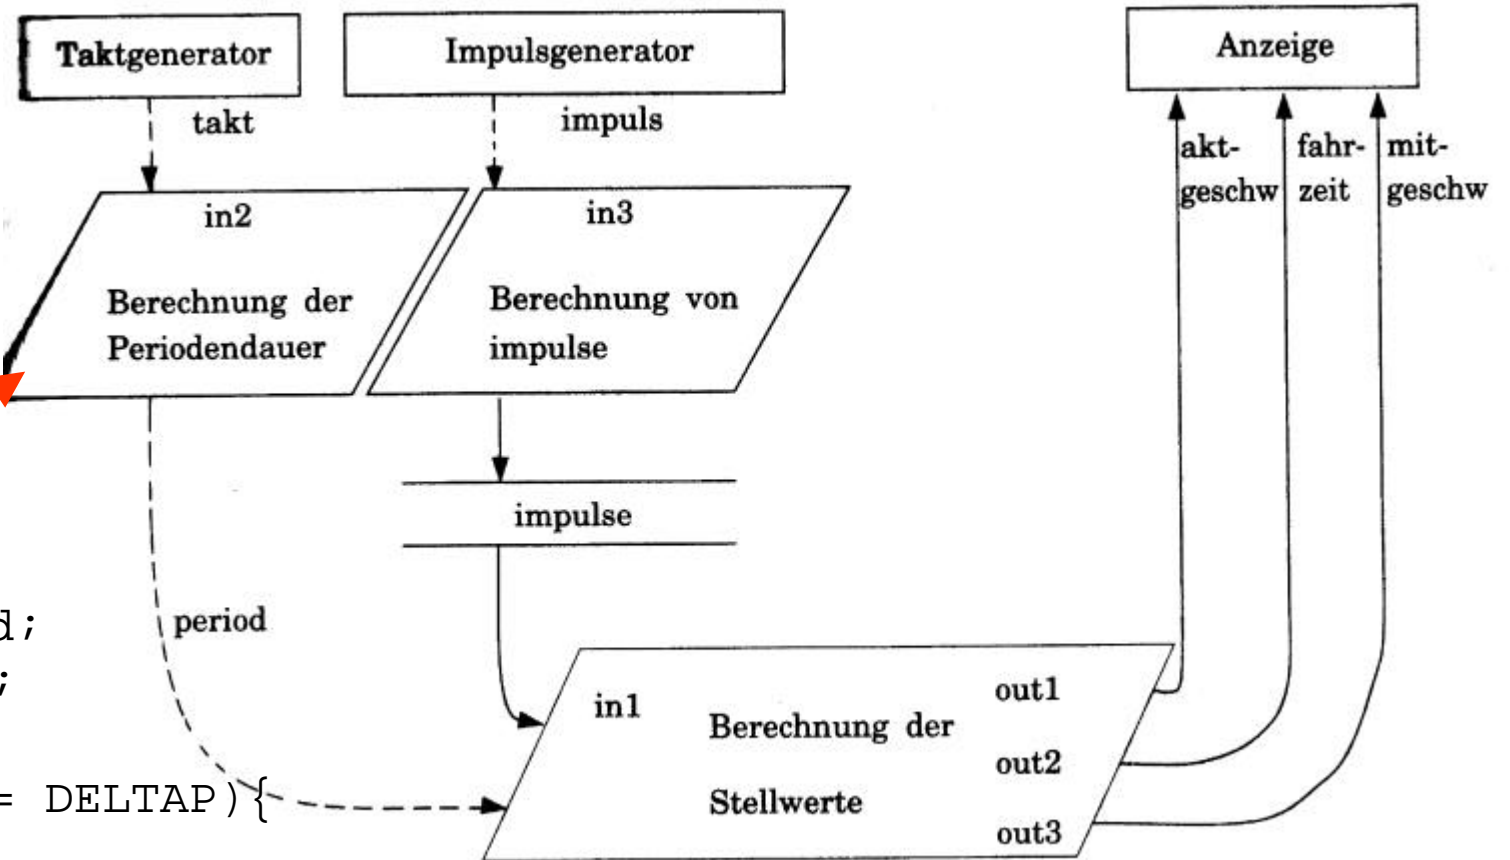 Taktgenerator
Impulsgenerator
Anzeige
takt
impuls
akt-
geschw
fahr-
zeit
mit-
geschw
in2
Berechnung der
Periodendauer
in3
Berechnung von
impulse
impulse
period
d;
;
= DELTAP){
in1
Berechnung der
Stellwerte
out1
out2
out3